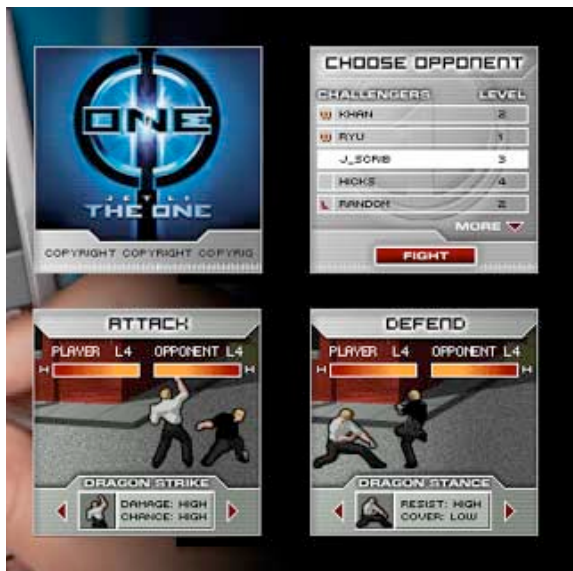 ONE
JET LI
THE ONE
COPYRIGHT COPYRIGHT COPYRIG
CHOOSE OPPONENT
CHALLENGERS LEVEL
W KHAN 2
W RYU 1
J_SCRIB 3
HICKS 4
L RANDOM 2
MORE
FIGHT
ATTACK
PLAYER L4 OPPONENT L4
H H
DRAGON STRIKE
DAMAGE: HIGH
CHANCE: HIGH
DEFEND
PLAYER L4 OPPONENT L4
H H
DRAGON STANCE
RESIST: HIGH
COVER: LOW